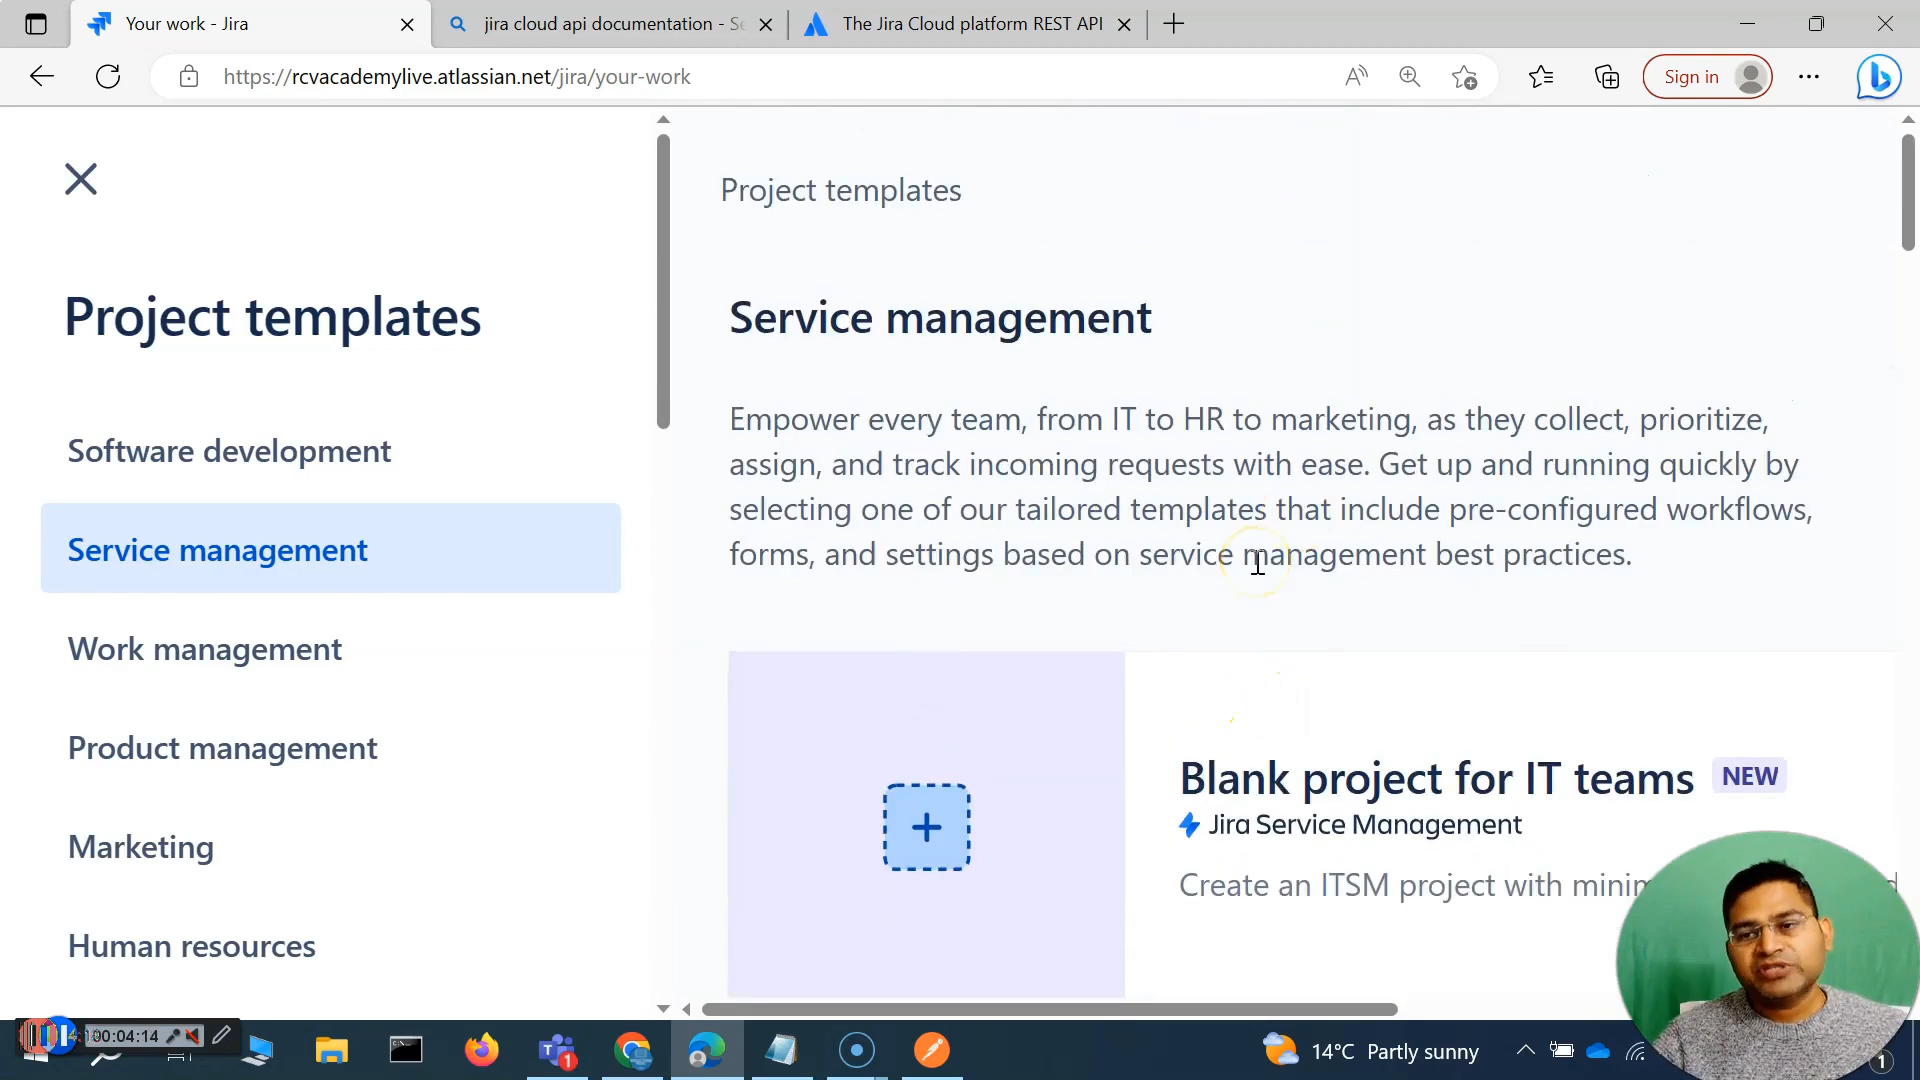 Your work - Jira
jira cloud api documentation - Se
The Jira Cloud platform REST API
https://rcvacademylive.atlassian.net/jira/your-work
Sign in
Project templates
Software development
Service management
Work management
Product management
Marketing
Human resources
Project templates
Service management
Empower every team, from IT to HR to marketing, as they collect, prioritize,
assign, and track incoming requests with ease. Get up and running quickly by
selecting one of our tailored templates that include pre-configured workflows,
forms, and settings based on service management best practices.
Blank project for IT teams NEW
Jira Service Management
Create an ITSM project with
00:04:14
1
14°C Partly sunny
1